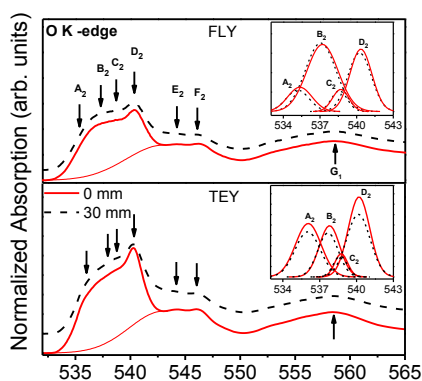 Normalized Absorption (arb. units)
O K -edge
FLY
A₂
B₂
C₂
D₂
E₂
F₂
G₁
A₂
B₂
C₂
D₂
534 537 540 543
TEY
0 mm
30 mm
A₂
B₂
C₂
D₂
534 537 540 543
535 540 545 550 555 560 565